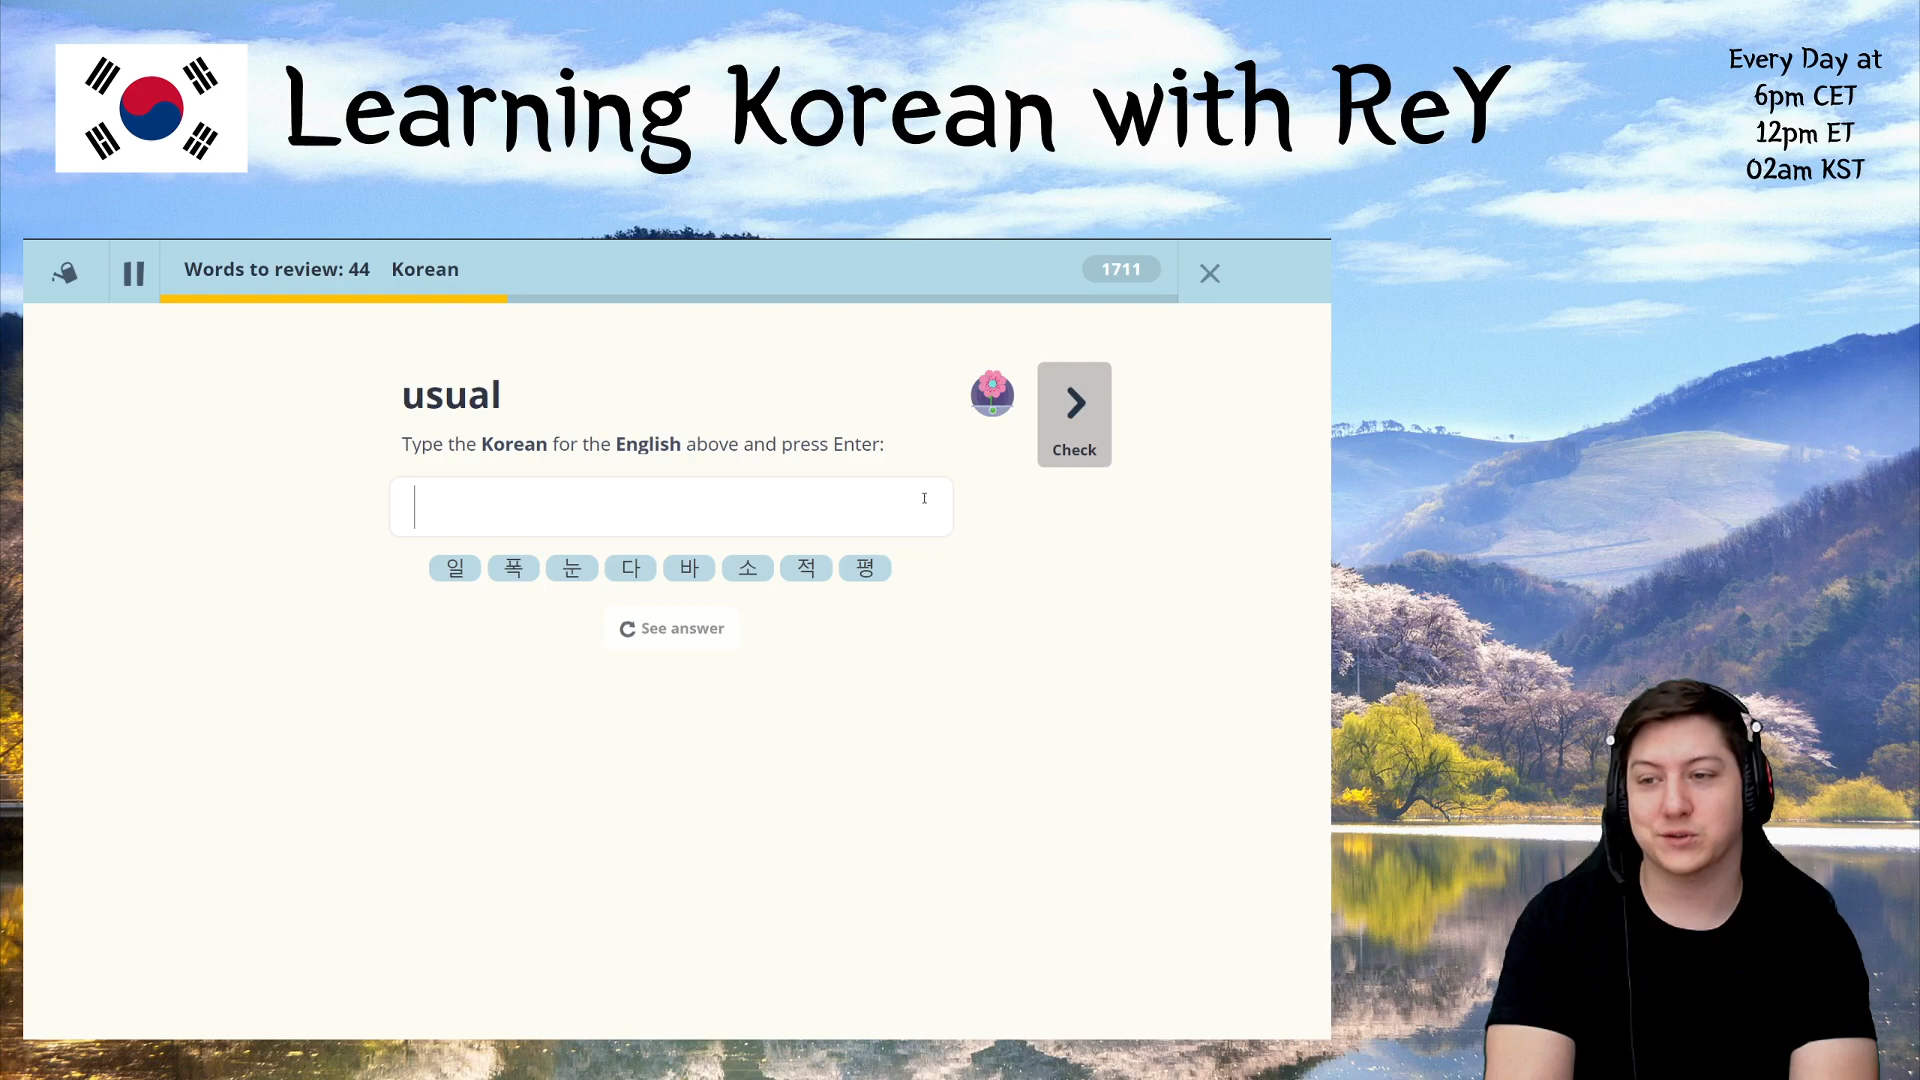 Learning Korean with ReY
Every Day at
6pm CET
12pm ET
02am KST
Words to review: 44 Korean
1711
usual
Type the Korean for the English above and press Enter:
Check
일 폭 눈 다 바 소 적 평
See answer